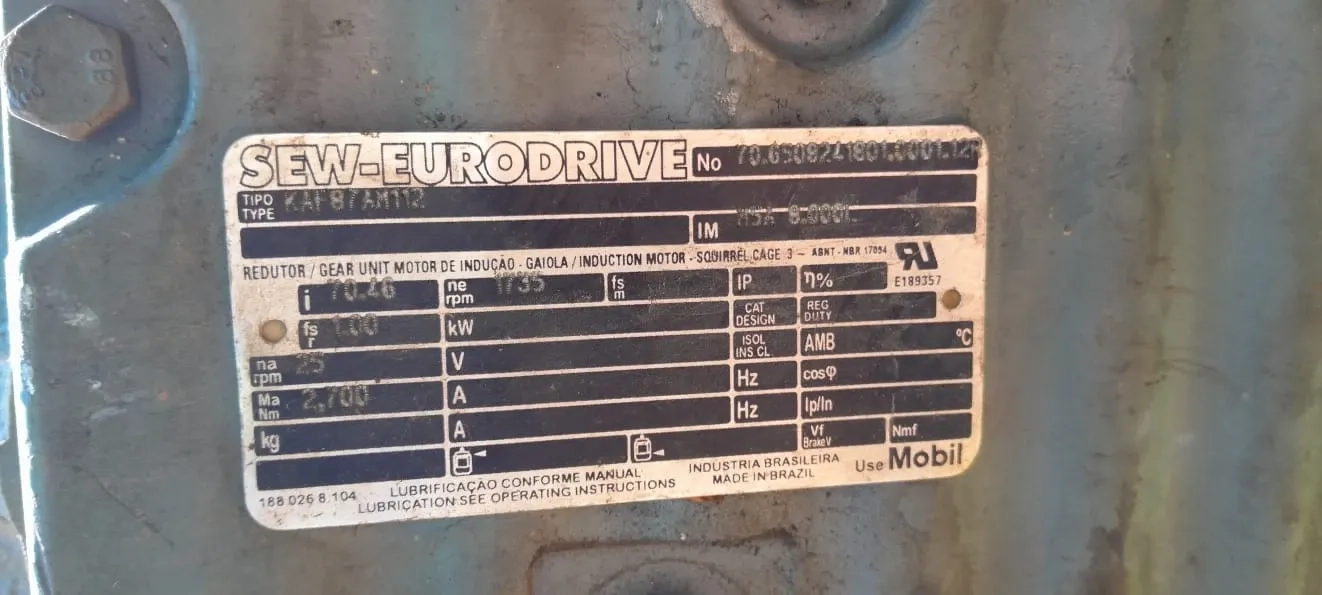 SEW-EURODRIVE No 70.6509241801.0001.12
TIPO TYPE KAF87AM112
IM M5A
REDUTOR / GEAR UNIT MOTOR DE INDUÇÃO - GAIOLA / INDUCTION MOTOR - SQUIRREL CAGE 3 ~ ABNT - NBR 17094
E189357
i 70.46 ne rpm 1735 fs m IP η%
fs r 1.00 kW CAT DESIGN REG DUTY
na rpm 25 V ISOL INS CL AMB ºC
Ma Nm 2,700 A Hz cosφ
kg A Hz Ip/In
Vf Brake V Nmf
188 026 8.104 LUBRIFICAÇÃO CONFORME MANUAL INDUSTRIA BRASILEIRA Use Mobil
LUBRICATION SEE OPERATING INSTRUCTIONS MADE IN BRAZIL